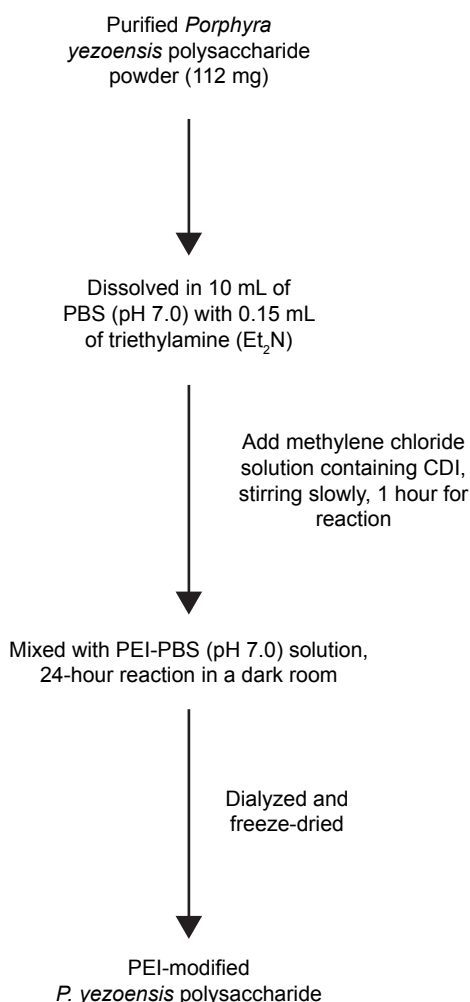 Purified Porphyra
yezoensis polysaccharide
powder (112 mg)
Dissolved in 10 mL of
PBS (pH 7.0) with 0.15 mL
of triethylamine (Et₂N)
Add methylene chloride
solution containing CDI,
stirring slowly, 1 hour for
reaction
Mixed with PEI-PBS (pH 7.0) solution,
24-hour reaction in a dark room
Dialyzed and
freeze-dried
PEI-modified
P. yezoensis polysaccharide